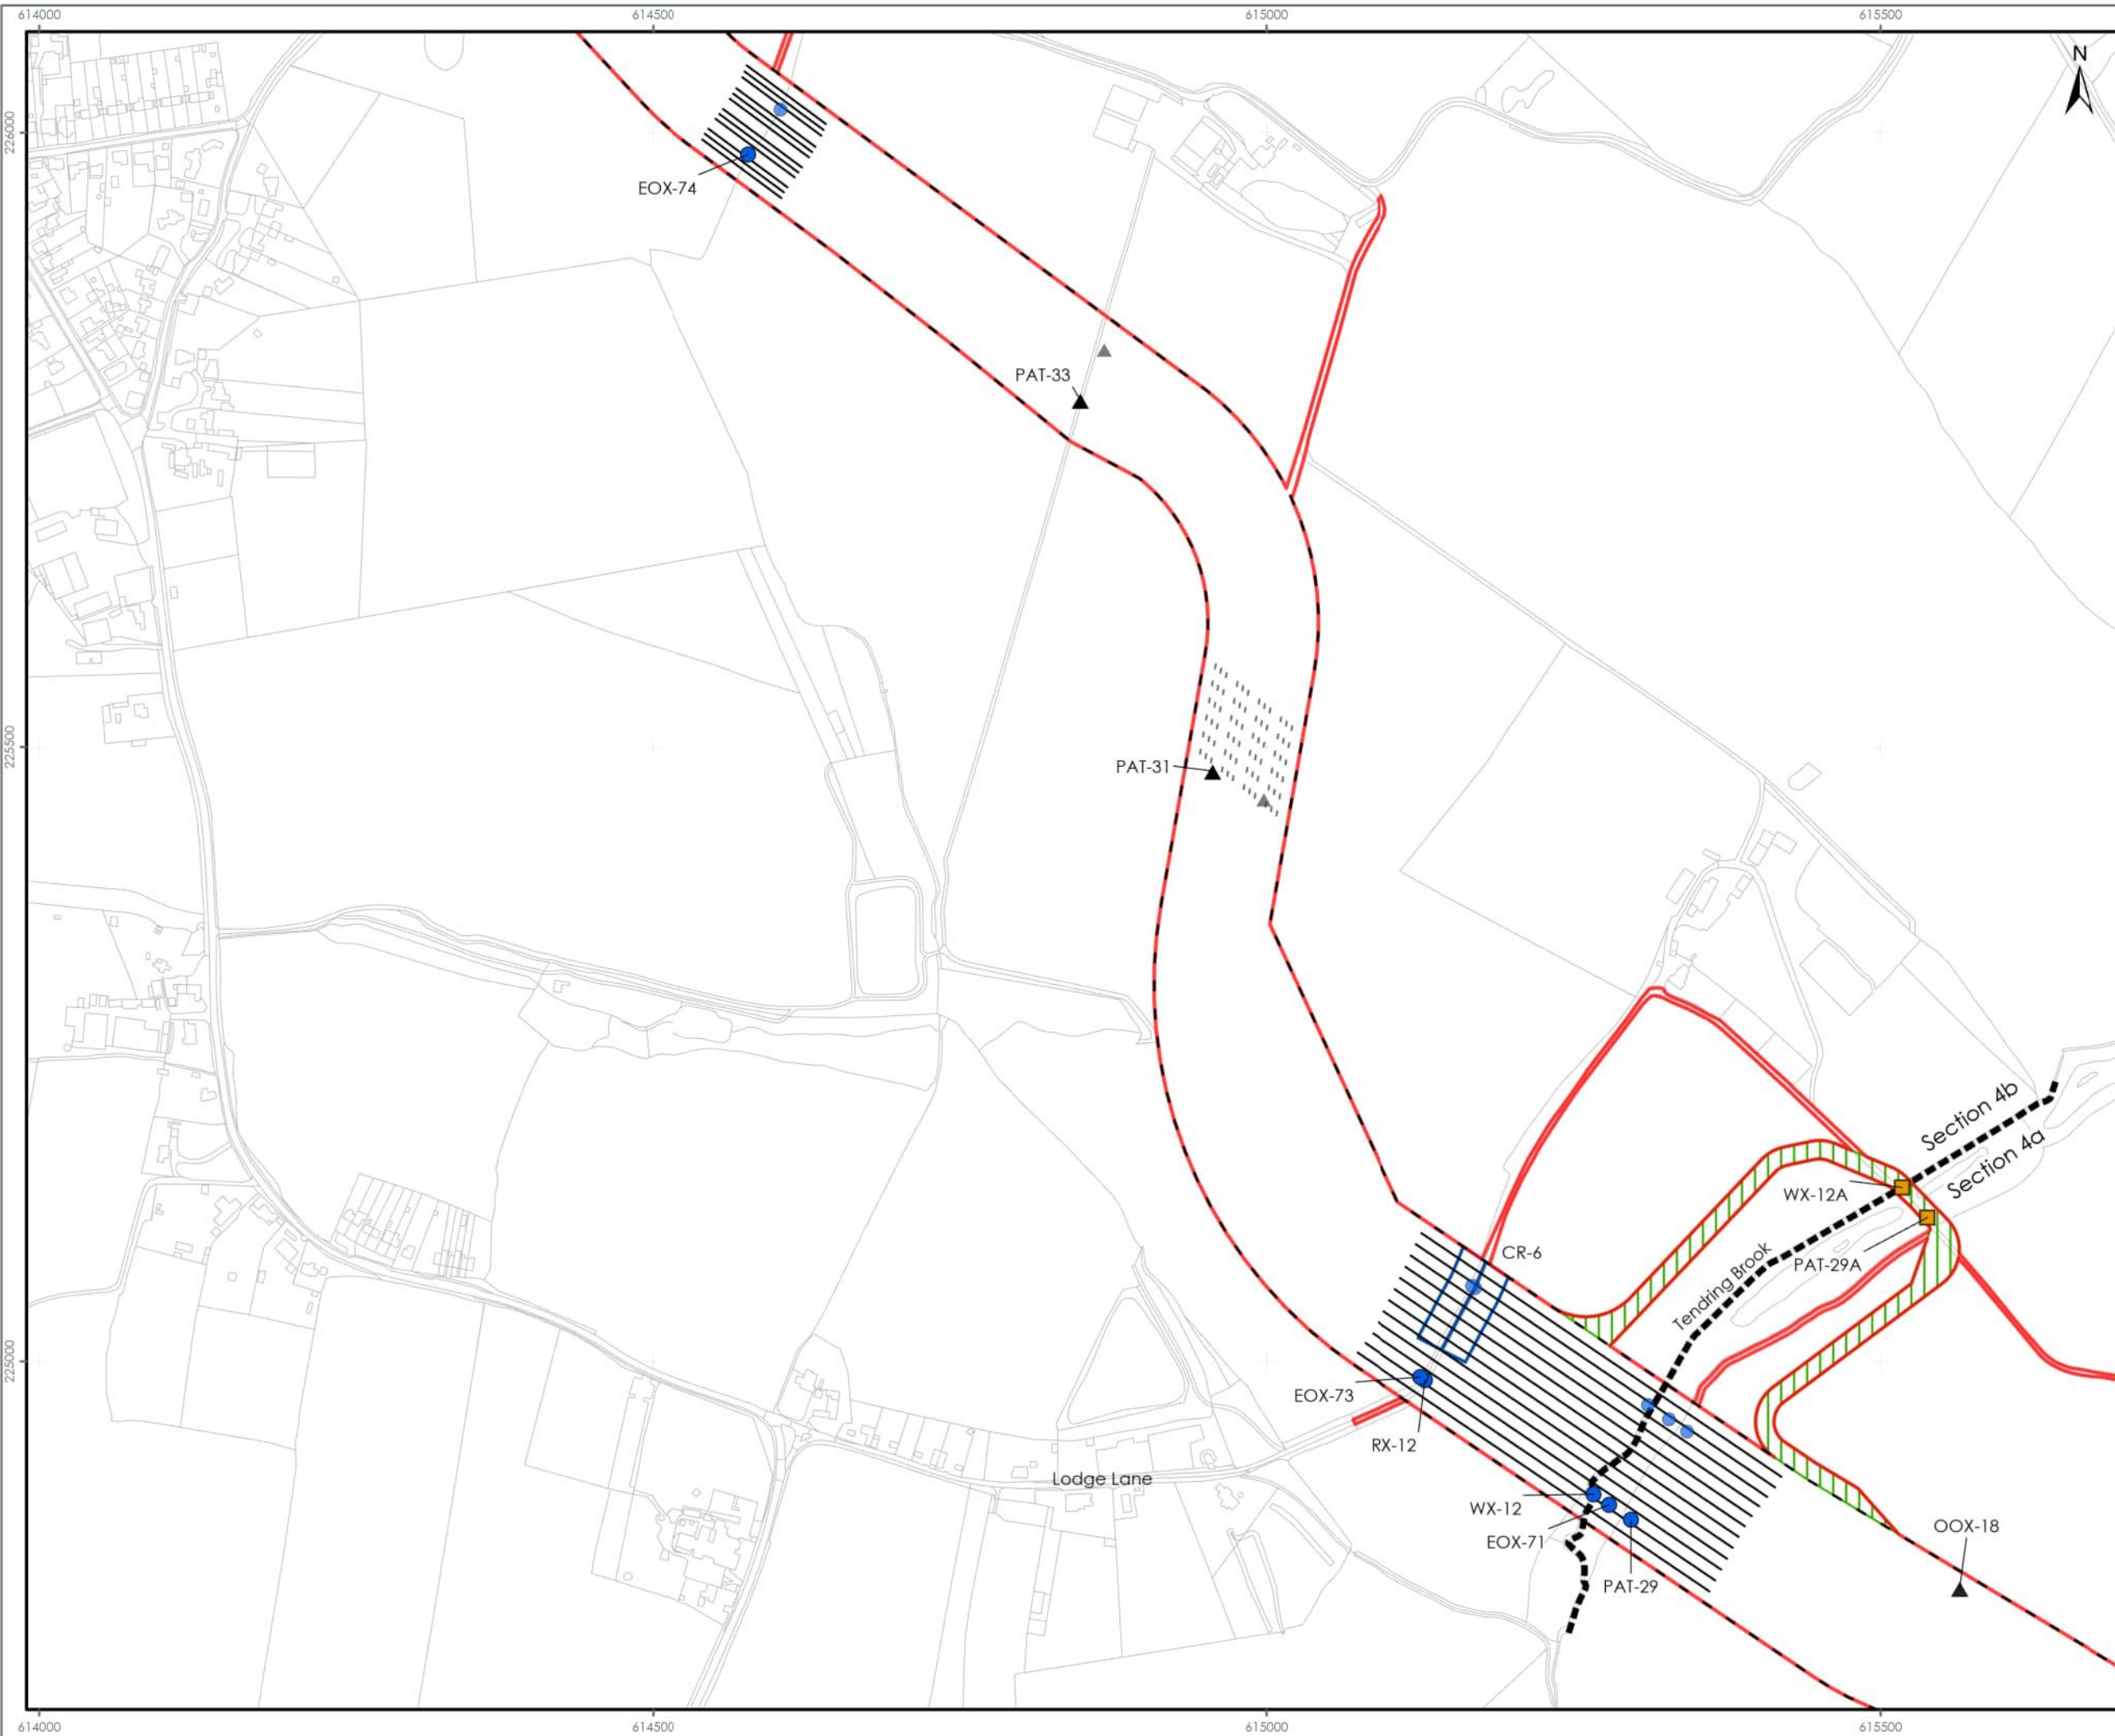 614000 614500 615000 615500
N
226000
EOX-74
PAT-33
225500
PAT-31
Section 4b
Section 4a
WX-12A
PAT-29A
CR-6
Tendring Brook
225000
EOX-73
RX-12
Lodge Lane
WX-12
EOX-71
OOX-18
PAT-29
614000 614500 615000 615500